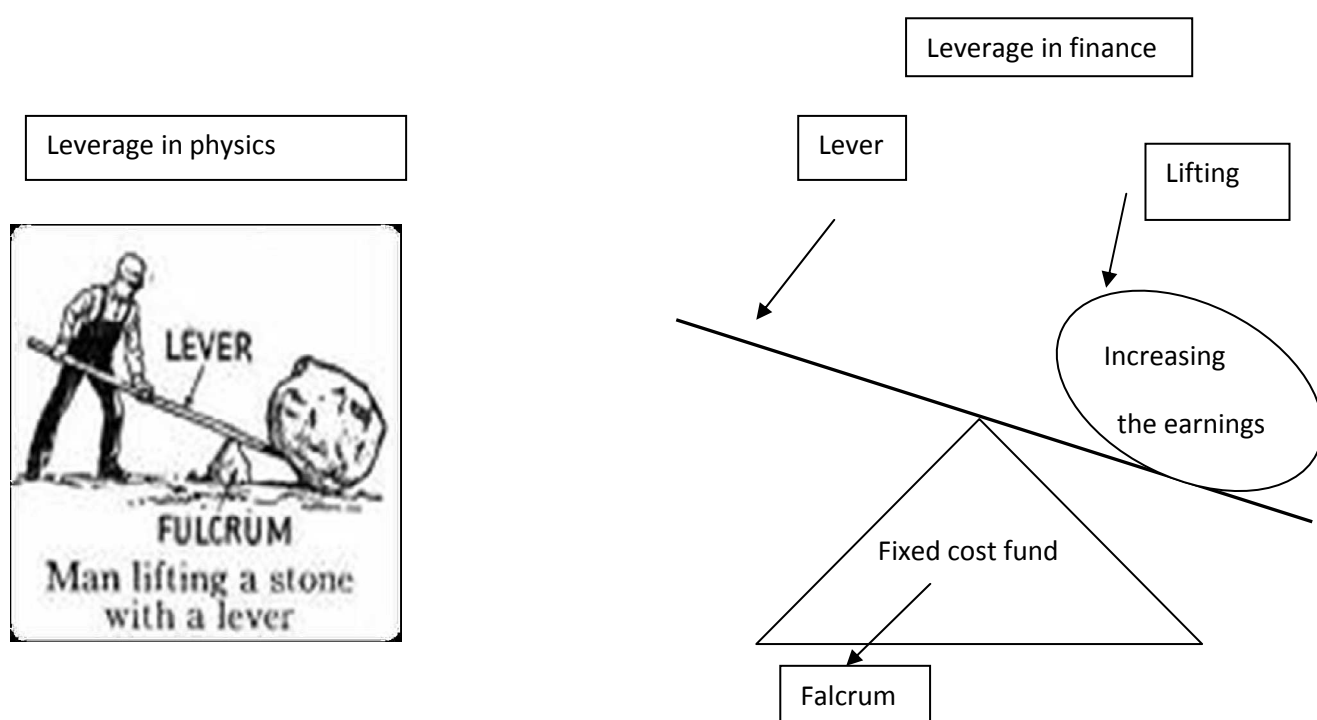 Leverage in finance
Leverage in physics
Lever
Lifting
LEVER
FULCRUM
Man lifting a stone
with a lever
Increasing
the earnings
Fixed cost fund
Falcrum